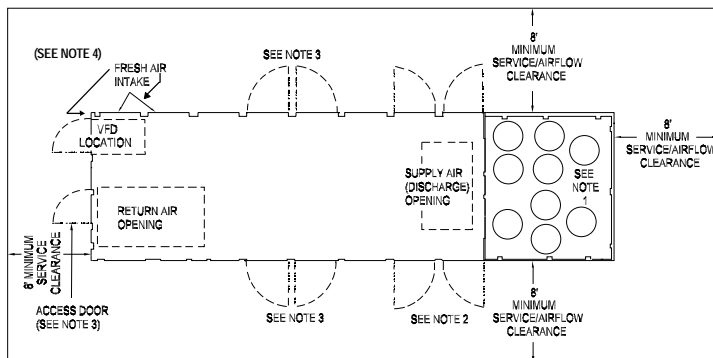 (SEE NOTE 4)
FRESH AIR
INTAKE
SEE NOTE 3
8'
MINIMUM
SERVICE/AIRFLOW
CLEARANCE
VFD
LOCATION
8'
MINIMUM
SERVICE/AIRFLOW
CLEARANCE
RETURN AIR
OPENING
SUPPLY AIR
(DISCHARGE)
OPENING
SEE
NOTE
1
8' MINIMUM
SERVICE
CLEARANCE
ACCESS DOOR
(SEE NOTE 3)
SEE NOTE 3
SEE NOTE 2
8'
MINIMUM
SERVICE/AIRFLOW
CLEARANCE